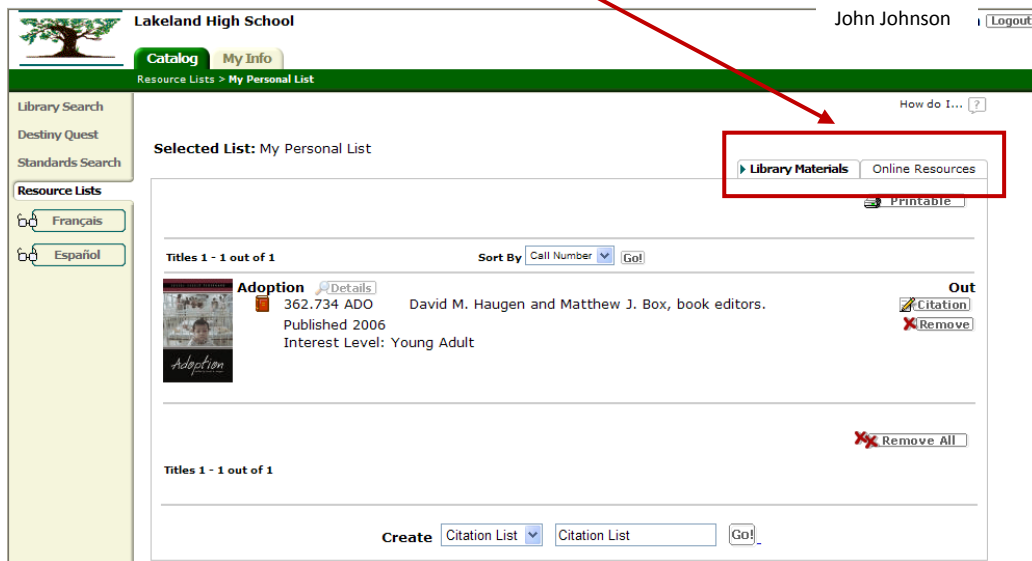 Lakeland High School
John Johnson
Logout
Catalog My Info
Resource Lists > My Personal List
Library Search
Destiny Quest
Standards Search
Resource Lists
Français
Español
How do I... ?
Selected List: My Personal List
Library Materials Online Resources
Printable
Titles 1 - 1 out of 1 Sort By Call Number Go!
Adoption Details Out
362.734 ADO David M. Haugen and Matthew J. Box, book editors. Citation
Published 2006 Remove
Interest Level: Young Adult
Adoption
Remove All
Titles 1 - 1 out of 1
Create Citation List Citation List Go!